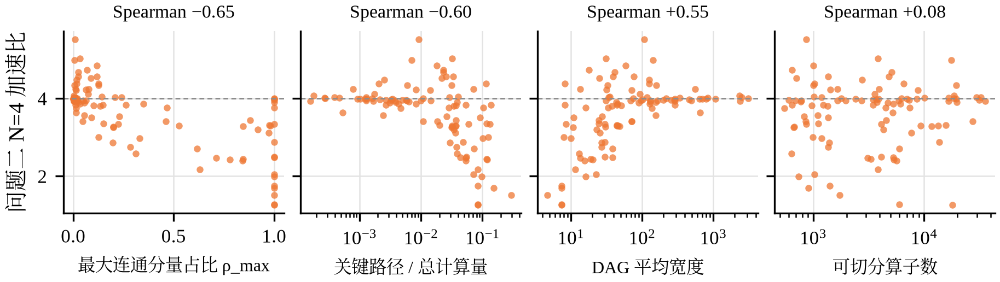 Spearman −0.65
Spearman −0.60
Spearman +0.55
Spearman +0.08
问题二 N=4 加速比
4
2
0.0 0.5 1.0
10⁻³ 10⁻² 10⁻¹
10¹ 10² 10³
10³ 10⁴
最大连通分量占比 ρ_max
关键路径 / 总计算量
DAG 平均宽度
可切分算子数